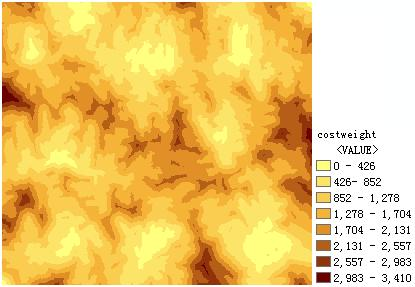 costweight
<VALUE>
0 - 426
426- 852
852 - 1,278
1,278 - 1,704
1,704 - 2,131
2,131 - 2,557
2,557 - 2,983
2,983 - 3,410